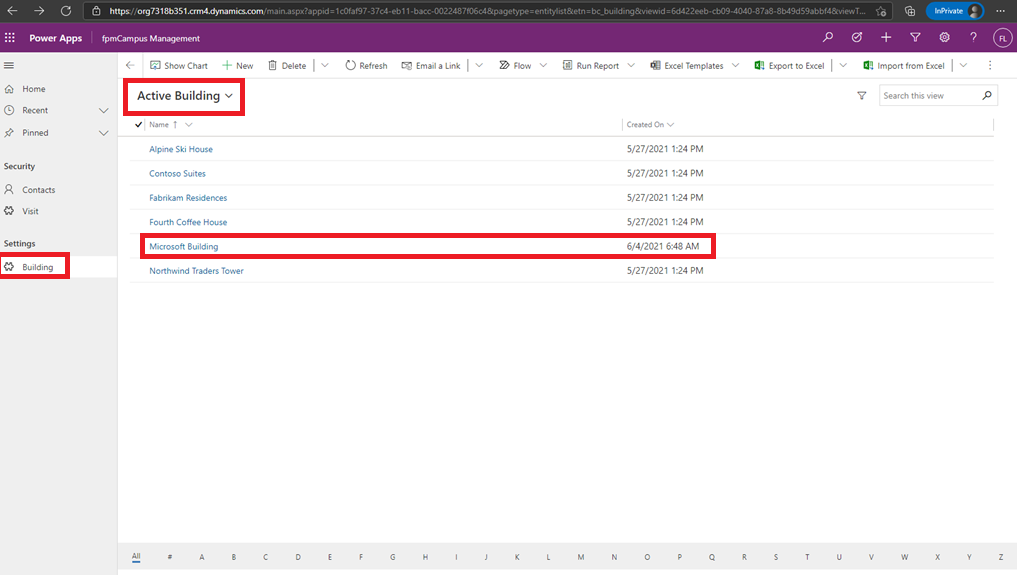 https://org7318b351.crm4.dynamics.com/main.aspx?appid=1c0faf97-37c4-eb11-bacc-0022487f06c4&pagetype=entitylist&etn=bc_building&viewid=6d422eeb-cb09-4040-87a8-8b49d59abbf4&viewT... InPrivate
Power Apps fpmCampus Management ? FL
Show Chart New Delete Refresh Email a Link Flow Run Report Excel Templates Export to Excel Import from Excel
Home
Recent
Pinned
Security
Contacts
Visit
Settings
Building
Active Building Search this view
Name Created On
Alpine Ski House 5/27/2021 1:24 PM
Contoso Suites 5/27/2021 1:24 PM
Fabrikam Residences 5/27/2021 1:24 PM
Fourth Coffee House 5/27/2021 1:24 PM
Microsoft Building 6/4/2021 6:48 AM
Northwind Traders Tower 5/27/2021 1:24 PM
All # A B C D E F G H I J K L M N O P Q R S T U V W X Y Z